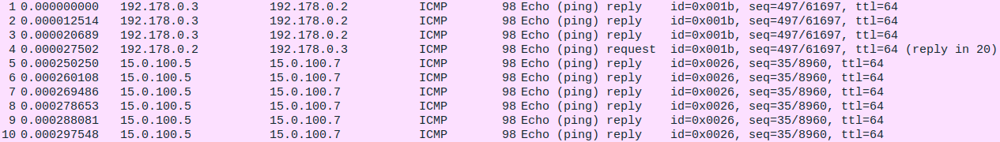 1 0.000000000 192.178.0.3 192.178.0.2 ICMP 98 Echo (ping) reply id=0x001b, seq=497/61697, ttl=64
2 0.000012514 192.178.0.3 192.178.0.2 ICMP 98 Echo (ping) reply id=0x001b, seq=497/61697, ttl=64
3 0.000020689 192.178.0.3 192.178.0.2 ICMP 98 Echo (ping) reply id=0x001b, seq=497/61697, ttl=64
4 0.000027502 192.178.0.2 192.178.0.3 ICMP 98 Echo (ping) request id=0x001b, seq=497/61697, ttl=64 (reply in 20)
5 0.000250250 15.0.100.5 15.0.100.7 ICMP 98 Echo (ping) reply id=0x0026, seq=35/8960, ttl=64
6 0.000260108 15.0.100.5 15.0.100.7 ICMP 98 Echo (ping) reply id=0x0026, seq=35/8960, ttl=64
7 0.000269486 15.0.100.5 15.0.100.7 ICMP 98 Echo (ping) reply id=0x0026, seq=35/8960, ttl=64
8 0.000278653 15.0.100.5 15.0.100.7 ICMP 98 Echo (ping) reply id=0x0026, seq=35/8960, ttl=64
9 0.000288081 15.0.100.5 15.0.100.7 ICMP 98 Echo (ping) reply id=0x0026, seq=35/8960, ttl=64
10 0.000297548 15.0.100.5 15.0.100.7 ICMP 98 Echo (ping) reply id=0x0026, seq=35/8960, ttl=64